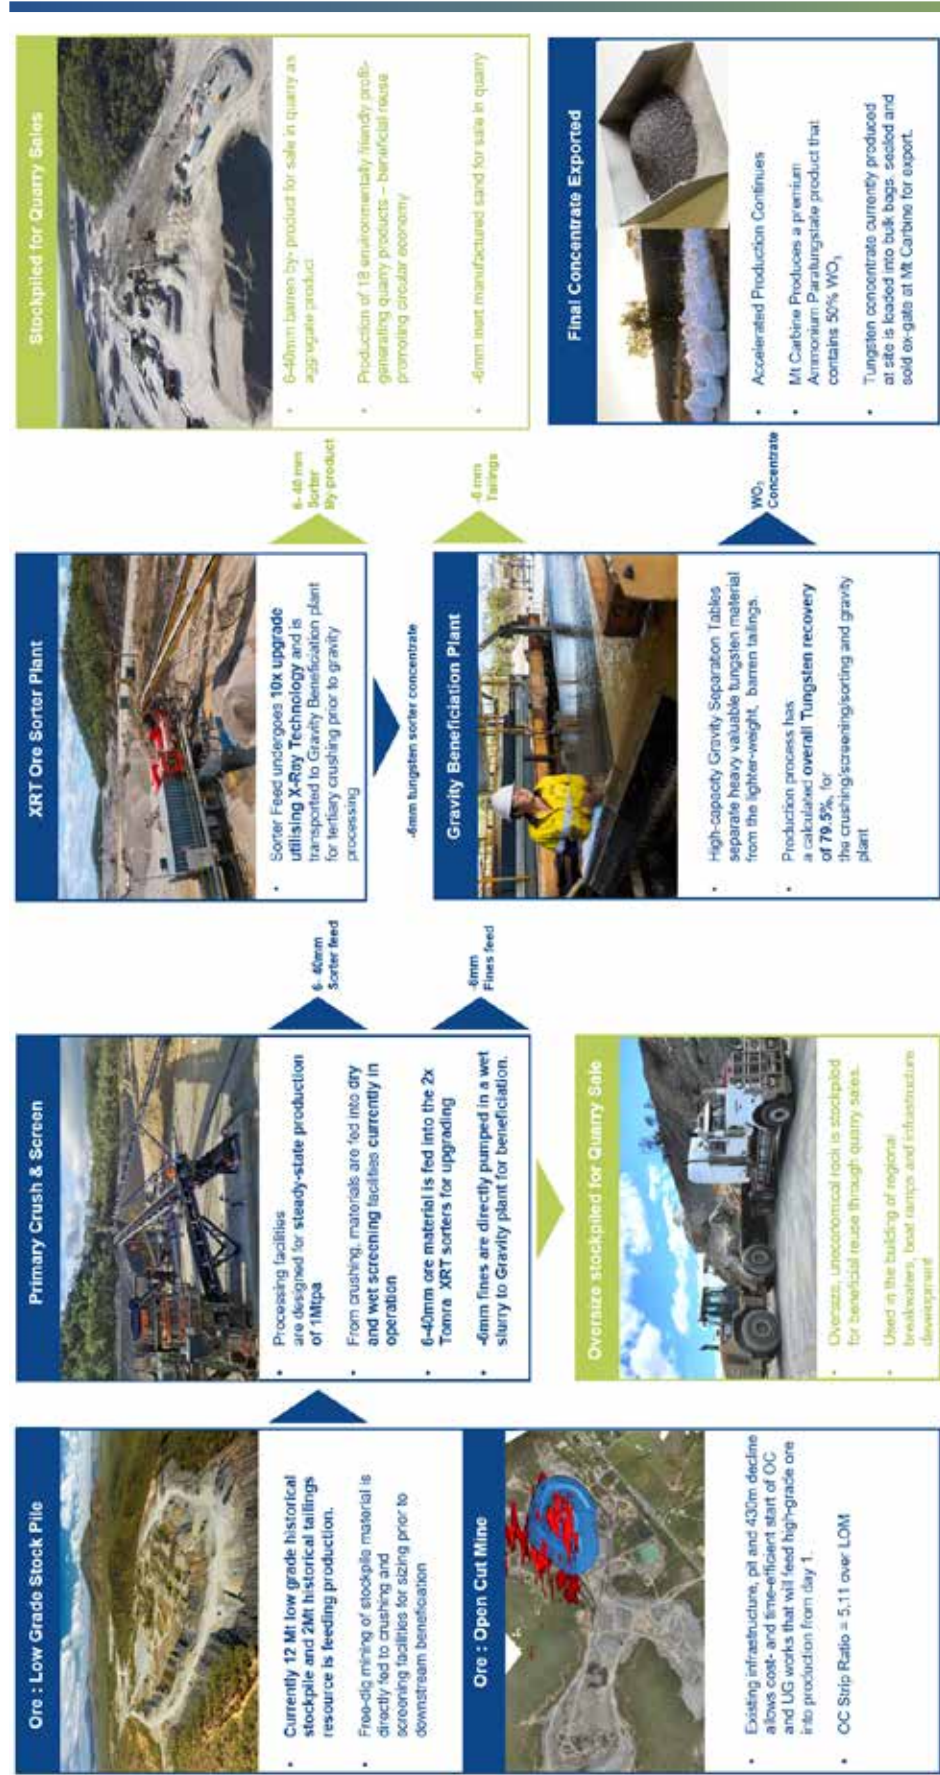 Ore : Low Grade Stock Pile
• Currently 12 Mt low grade historical
stockpile and 2Mt historical tailings
resource is feeding production.
• Free-dig mining of stockpile material is
directly fed to crushing and
screening facilities for sizing prior to
downstream beneficiation
Ore : Open Cut Mine
• Existing infrastructure, pit and 430m decline
allows cost- and time-efficient start of OC
and UG works that will feed high-grade ore
into production from day 1.
• OC Strip Ratio = 5.11 over LOM
Primary Crush & Screen
• Processing facilities
are designed for steady-state production
of 1Mtpa
• From crushing, materials are fed into dry
and wet screening facilities currently in
operation
• 6-40mm ore material is fed into the 2x
Tomra XRT sorters for upgrading
• -6mm fines are directly pumped in a wet
slurry to Gravity plant for beneficiation.
6- 40mm
Sorter feed
-6mm
Fines feed
Oversize stockpiled for Quarry Sale
• Oversize, uneconomical rock is stockpiled
for beneficial reuse through quarry sales.
• Used in the building of regional
breakwaters, boat ramps and infrastructure
development
XRT Ore Sorter Plant
• Sorter Feed undergoes 10x upgrade
utilising X-Ray Technology and is
transported to Gravity Beneficiation plant
for tertiary crushing prior to gravity
processing
6- 40 mm
Sorter
By product
-6mm tungsten sorter concentrate
Gravity Beneficiation Plant
• High-capacity Gravity Separation Tables
separate heavy valuable tungsten material
from the lighter-weight, barren tailings.
• Production process has
a calculated overall Tungsten recovery
of 79.5%, for
the crushing/screening/sorting and gravity
plant
-6 mm
Tailings
WO₃
Concentrate
Stockpiled for Quarry Sales
• 6-40mm barren by- product for sale in quarry as
aggregate product
• Production of 18 environmentally friendly profit-
generating quarry products – beneficial reuse
promoting circular economy
• -6mm inert manufactured sand for sale in quarry
Final Concentrate Exported
• Accelerated Production Continues
• Mt Carbine Produces a premium
Ammonium Paratungstate product that
contains 50% WO₃
• Tungsten concentrate currently produced
at site is loaded into bulk bags, sealed and
sold ex-gate at Mt Carbine for export.